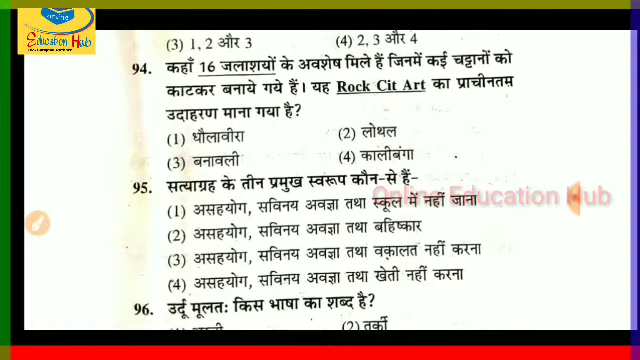 online
Education Hub
(3) 1, 2 और 3 (4) 2, 3 और 4
94. कहाँ 16 जलाशयों के अवशेष मिले हैं जिनमें कई चट्टानों को
काटकर बनाये गये हैं। यह Rock Cit Art का प्राचीनतम
उदाहरण माना गया है?
(1) धौलावीरा (2) लोथल
(3) बनावली (4) कालीबंगा
95. सत्याग्रह के तीन प्रमुख स्वरूप कौन-से हैं-
Online Education Hub
(1) असहयोग, सविनय अवज्ञा तथा स्कूल में नहीं जाना
(2) असहयोग, सविनय अवज्ञा तथा बहिष्कार
(3) असहयोग, सविनय अवज्ञा तथा वकालत नहीं करना
(4) असहयोग, सविनय अवज्ञा तथा खेती नहीं करना
96. उर्दू मूलतः किस भाषा का शब्द है?
(2) तुर्की